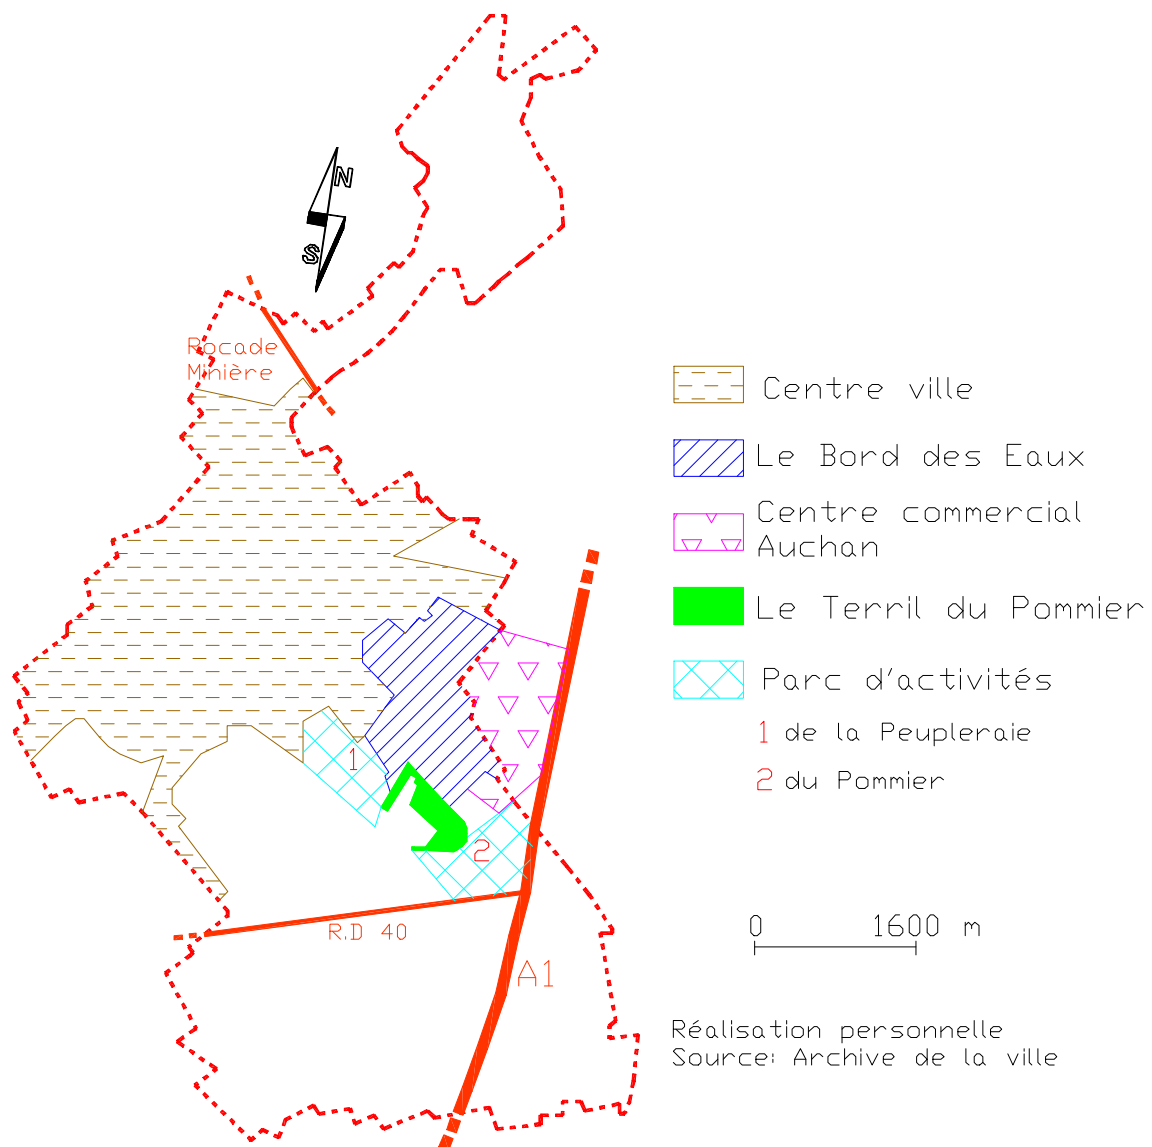 N
S
Rocade
Minière
Centre ville
Le Bord des Eaux
Centre commercial
Auchan
Le Terril du Pommier
Parc d'activités
1 de la Peupleraie
2 du Pommier
1
2
R.D 40
A1
0 1600 m
Réalisation personnelle
Source: Archive de la ville